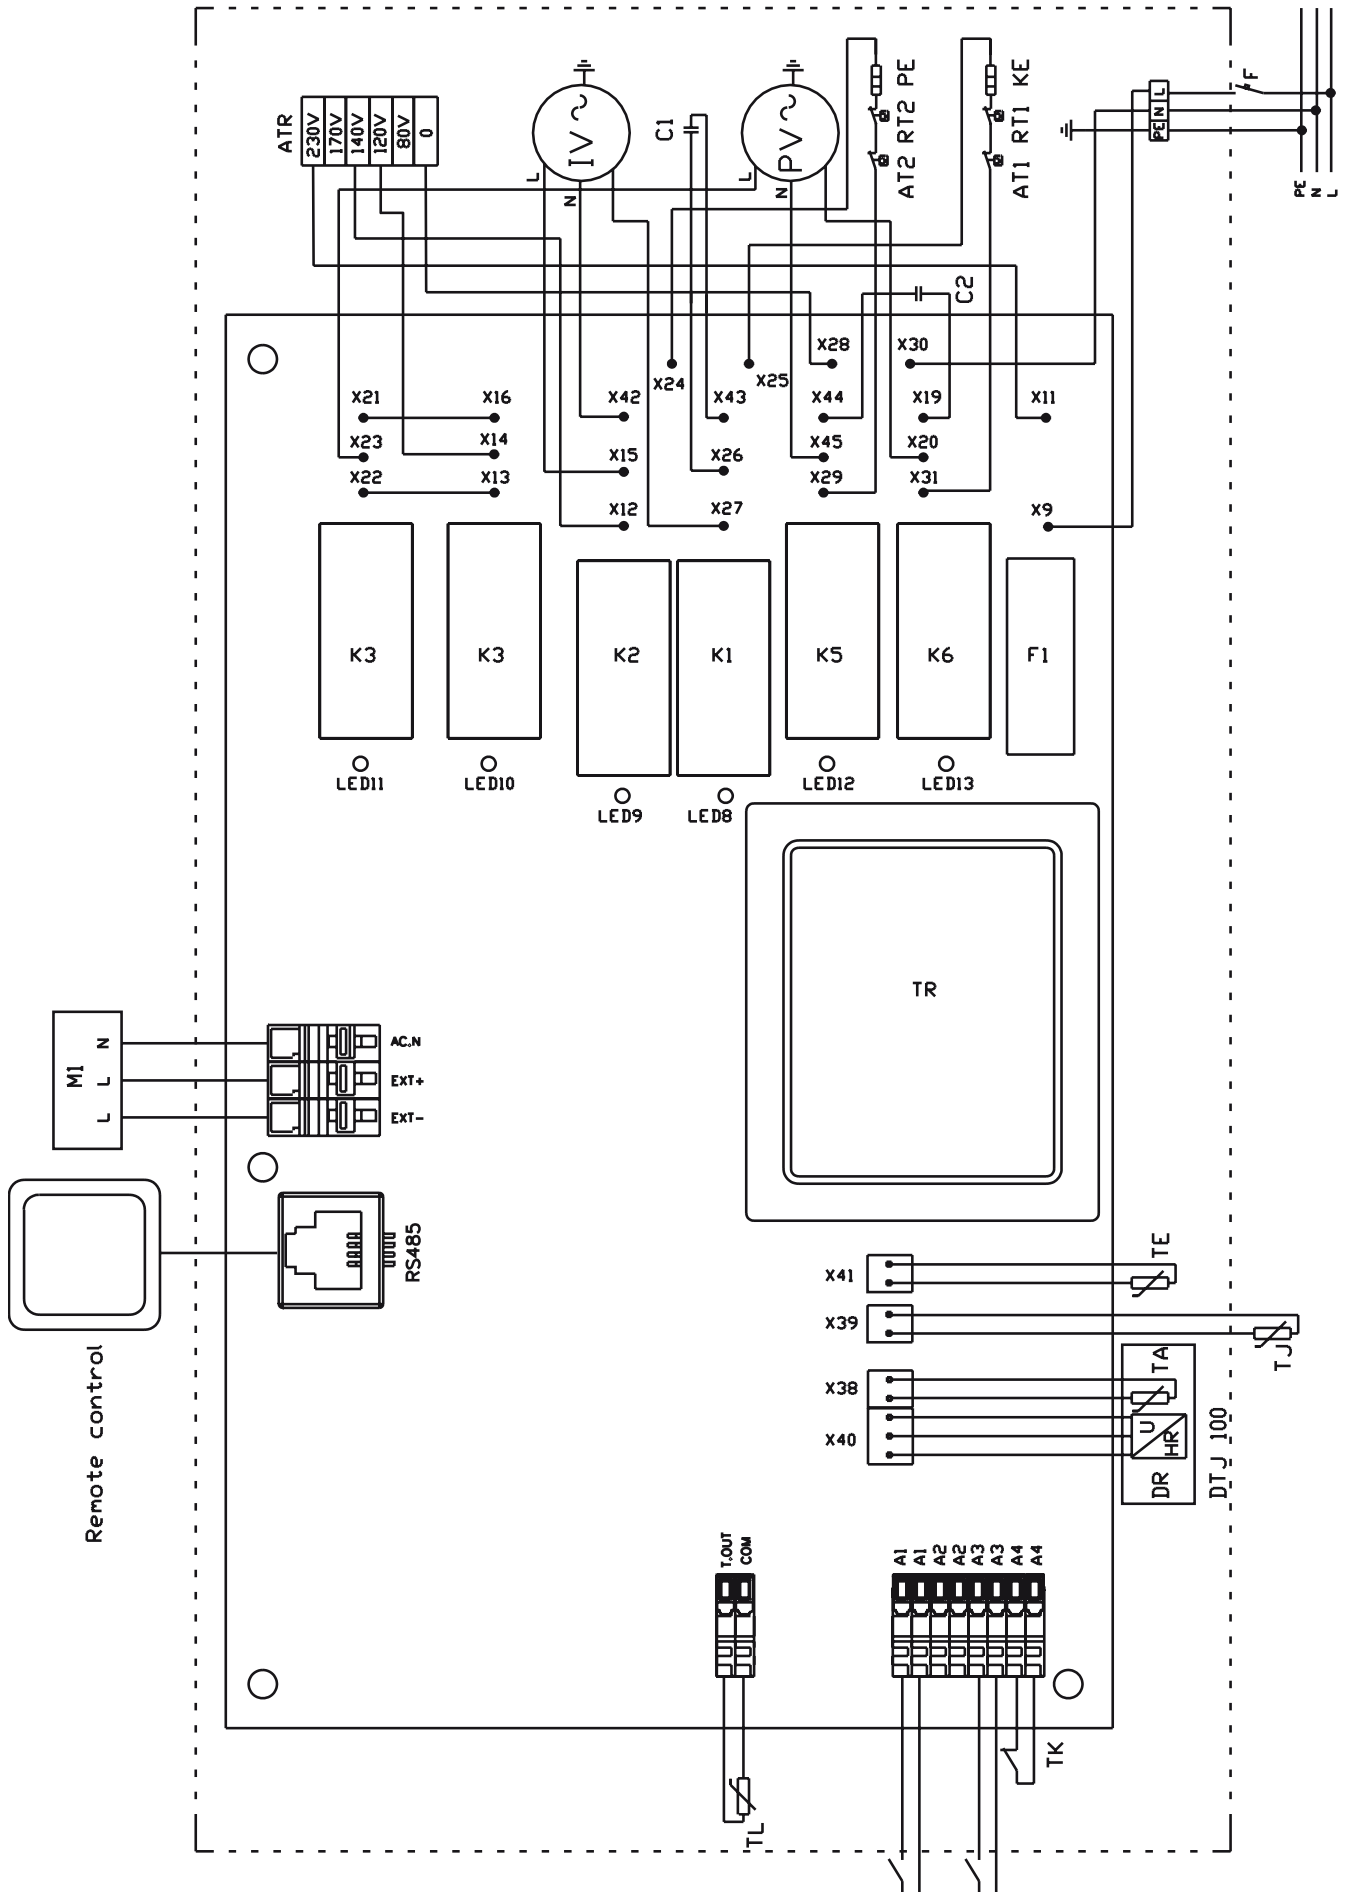 ATR
230V
170V
140V
120V
80V
0
IV
L
N
C1
PV
L
N
AT2 RT2 PE
AT1 RT1 KE
C2
L
N
PE
F
PE
N
L
X28
X30
X24
X25
X21
X16
X42
X43
X44
X19
X11
X23
X14
X15
X26
X45
X20
X22
X13
X12
X27
X29
X31
X9
K3
K3
K2
K1
K5
K6
F1
LED11
LED10
LED9
LED8
LED12
LED13
TR
M1
N
L
L
AC.N
EXT+
EXT-
RS485
Remote control
X41
TE
X39
TJ
X38
TA
X40
U
HR
DR
DTJ 100
T.OUT
COM
A1
A1
A2
A2
A3
A3
A4
A4
TL
TK